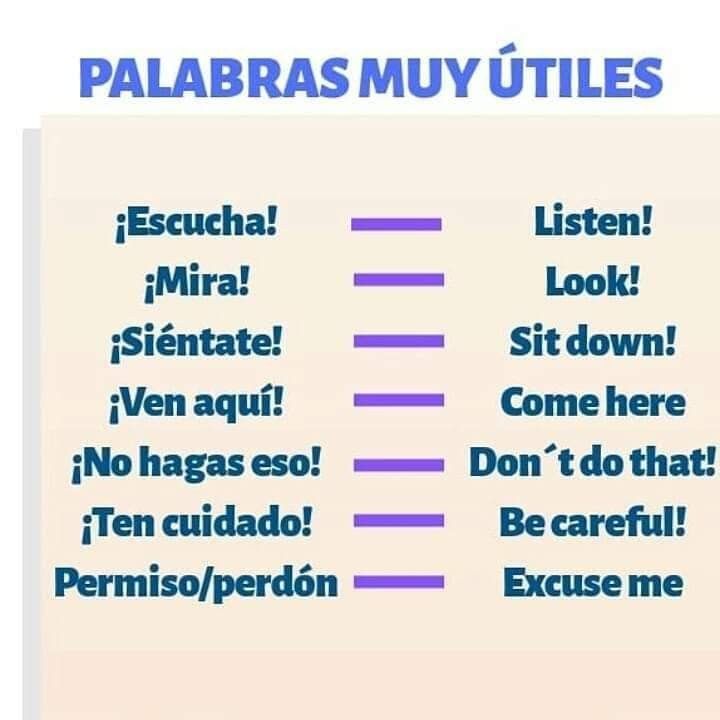 PALABRAS MUY ÚTILES
¡Escucha! — Listen!
¡Mira! — Look!
¡Siéntate! — Sit down!
¡Ven aquí! — Come here
¡No hagas eso! — Don´t do that!
¡Ten cuidado! — Be careful!
Permiso/perdón — Excuse me